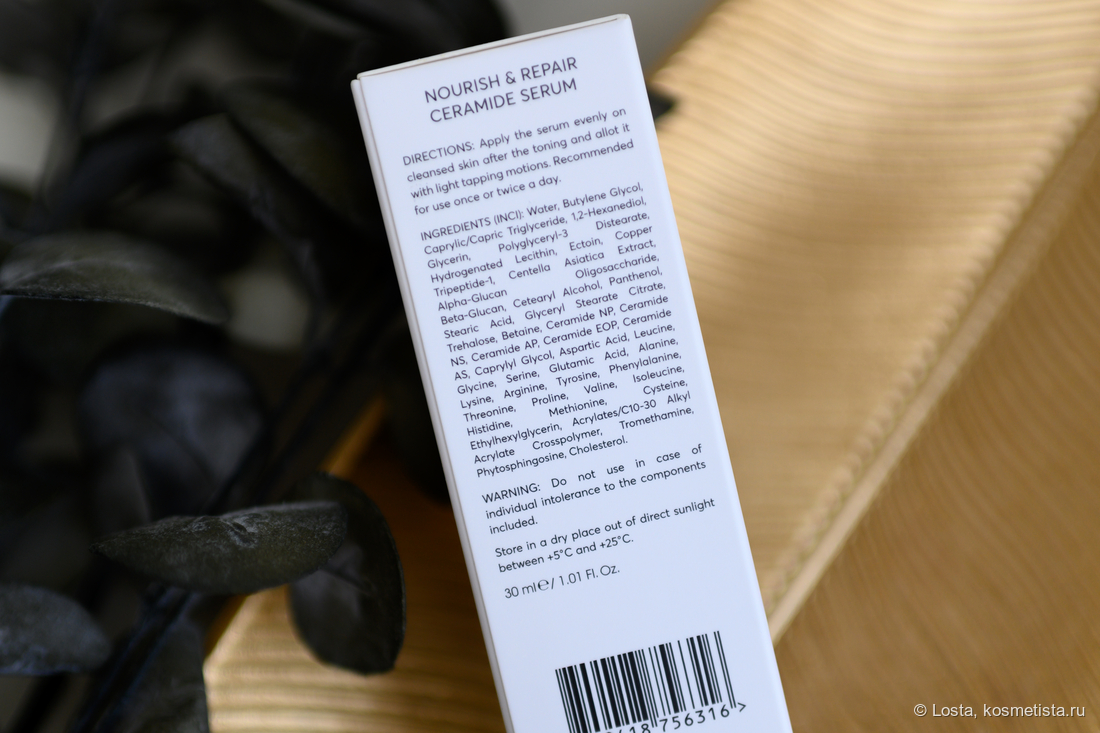 NOURISH & REPAIR
CERAMIDE SERUM
DIRECTIONS: Apply the serum evenly on
cleansed skin after the toning and allot it
with light tapping motions. Recommended
for use once or twice a day.
INGREDIENTS (INCI): Water, Butylene Glycol,
Caprylic/Capric Triglyceride, 1,2-Hexanediol,
Glycerin, Polyglyceryl-3 Distearate,
Hydrogenated Lecithin, Ectoin, Copper
Tripeptide-1, Centella Asiatica Extract,
Alpha-Glucan Oligosaccharide,
Beta-Glucan, Cetearyl Alcohol, Panthenol,
Stearic Acid, Glyceryl Stearate Citrate,
Trehalose, Betaine, Ceramide NP, Ceramide
NS, Ceramide AP, Ceramide EOP, Ceramide
AS, Caprylyl Glycol, Aspartic Acid, Leucine,
Glycine, Serine, Glutamic Acid, Alanine,
Lysine, Arginine, Tyrosine, Phenylalanine,
Threonine, Proline, Valine, Isoleucine,
Histidine, Methionine, Cysteine,
Ethylhexylglycerin, Acrylates/C10-30 Alkyl
Acrylate Crosspolymer, Tromethamine,
Phytosphingosine, Cholesterol.
WARNING: Do not use in case of
individual intolerance to the components
included.
Store in a dry place out of direct sunlight
between +5°C and +25°C.
30 ml℮/ 1.01 Fl. Oz.
756316>
© Losta, kosmetista.ru